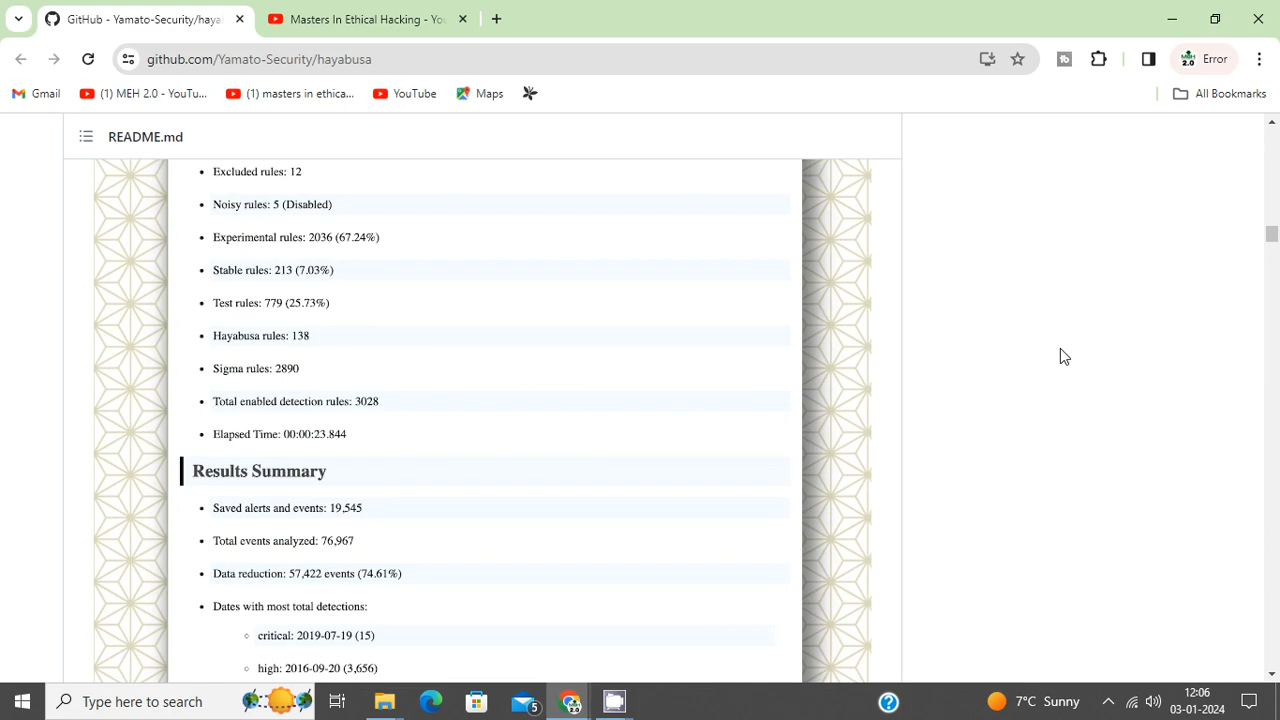 GitHub - Yamato-Security/haya
Masters In Ethical Hacking - You
github.com/Yamato-Security/hayabusa
MEH 2.0
Error
Gmail
(1) MEH 2.0 - YouTu...
(1) masters in ethica...
YouTube
Maps
All Bookmarks
README.md
Excluded rules: 12
Noisy rules: 5 (Disabled)
Experimental rules: 2036 (67.24%)
Stable rules: 213 (7.03%)
Test rules: 779 (25.73%)
Hayabusa rules: 138
Sigma rules: 2890
Total enabled detection rules: 3028
Elapsed Time: 00:00:23.844
Results Summary
Saved alerts and events: 19,545
Total events analyzed: 76,967
Data reduction: 57,422 events (74.61%)
Dates with most total detections:
critical: 2019-07-19 (15)
high: 2016-09-20 (3,656)
Type here to search
5
2.0
7°C Sunny
12:06
03-01-2024